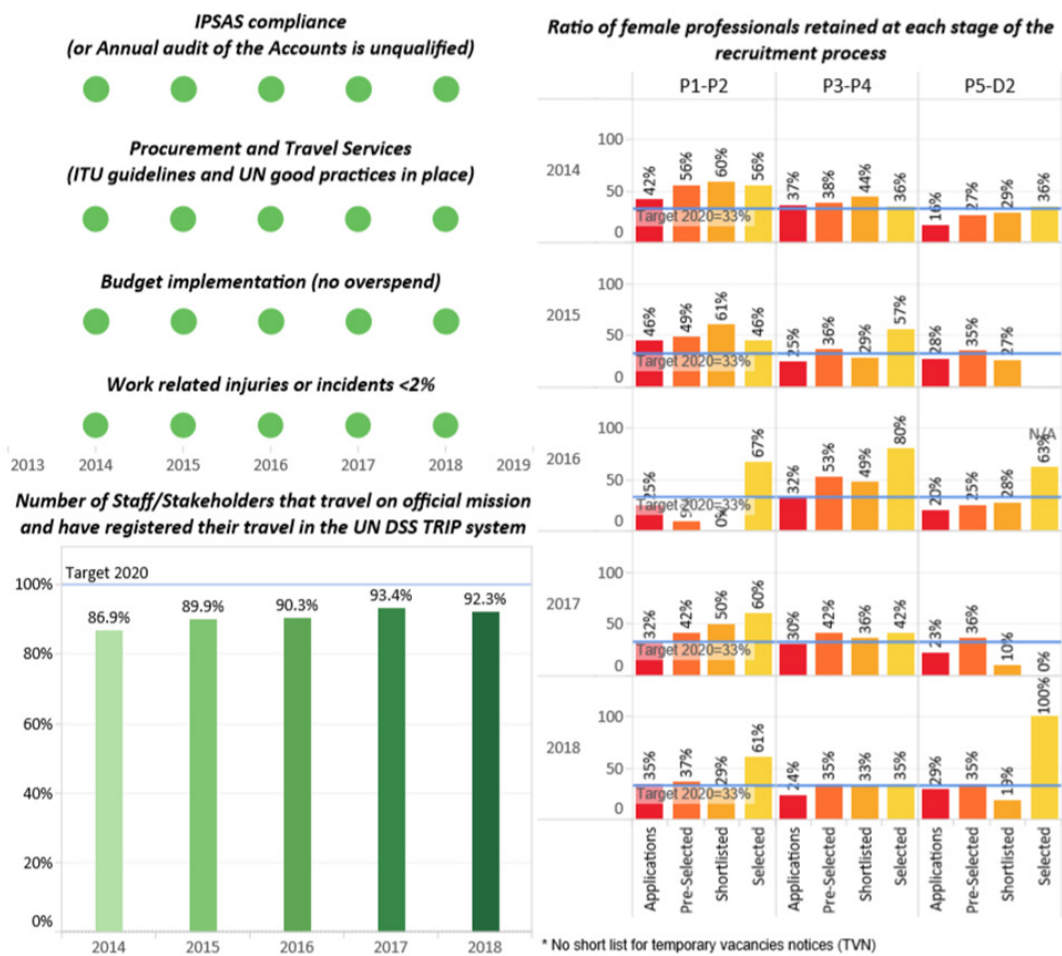 IPSAS compliance
(or Annual audit of the Accounts is unqualified)
Procurement and Travel Services
(ITU guidelines and UN good practices in place)
Budget implementation (no overspend)
Work related injuries or incidents <2%
2013 2014 2015 2016 2017 2018 2019
Number of Staff/Stakeholders that travel on official mission
and have registered their travel in the UN DSS TRIP system
Target 2020
100%
86.9% 89.9% 90.3% 93.4% 92.3%
80%
60%
40%
20%
0%
2014 2015 2016 2017 2018
Ratio of female professionals retained at each stage of the
recruitment process
P1-P2 P3-P4 P5-D2
2014
100
50
0
42% 56% 60% 56% 37% 38% 44% 36% 16% 27% 29% 36%
Target 2020=33%
2015
100
50
0
46% 49% 61% 46% 25% 36% 29% 57% 28% 35% 27%
Target 2020=33%
N/A
2016
100
50
0
25% 9% 0% 67% 32% 53% 49% 80% 20% 25% 28% 63%
Target 2020=33%
2017
100
50
0
32% 42% 50% 60% 30% 42% 36% 42% 23% 36% 10% 0%
Target 2020=33%
2018
100
50
0
35% 37% 29% 61% 24% 35% 33% 35% 29% 35% 19% 100%
Target 2020=33%
Applications Pre-Selected Shortlisted Selected Applications Pre-Selected Shortlisted Selected Applications Pre-Selected Shortlisted Selected
* No short list for temporary vacancies notices (TVN)